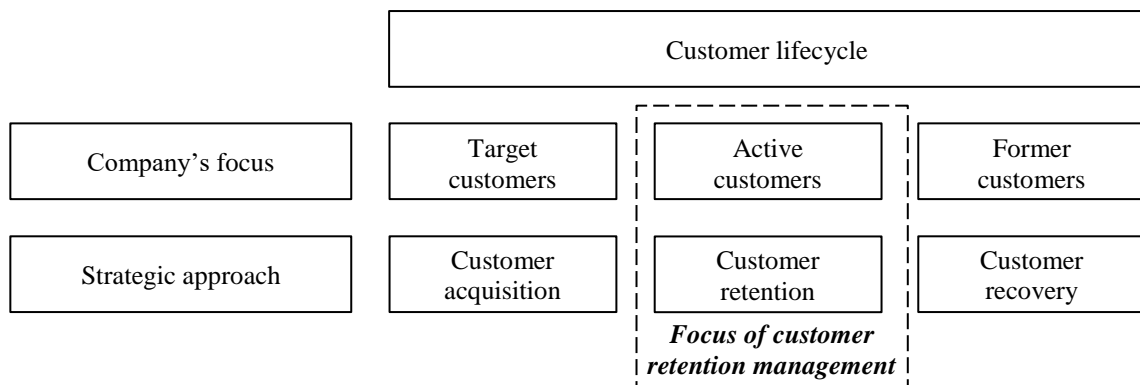 Customer lifecycle
Company’s focus
Target
customers
Active
customers
Former
customers
Strategic approach
Customer
acquisition
Customer
retention
Customer
recovery
Focus of customer
retention management